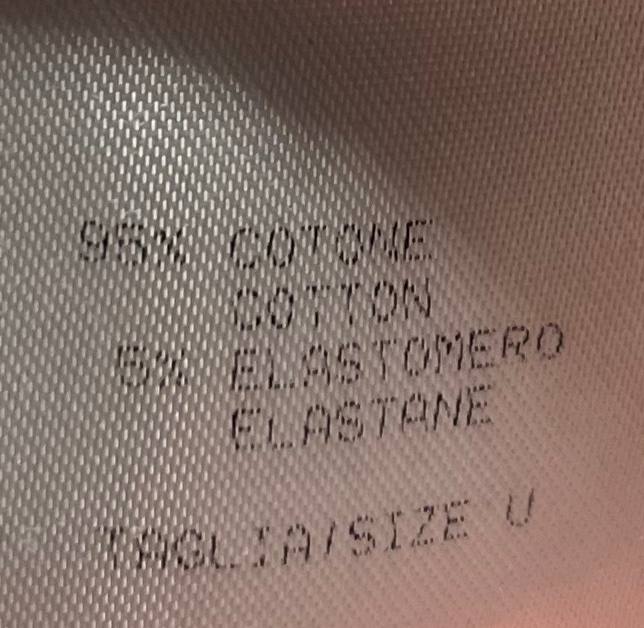 95% COTONE
COTTON
5% ELASTOMERO
ELASTANE
TAGLIA/SIZE U